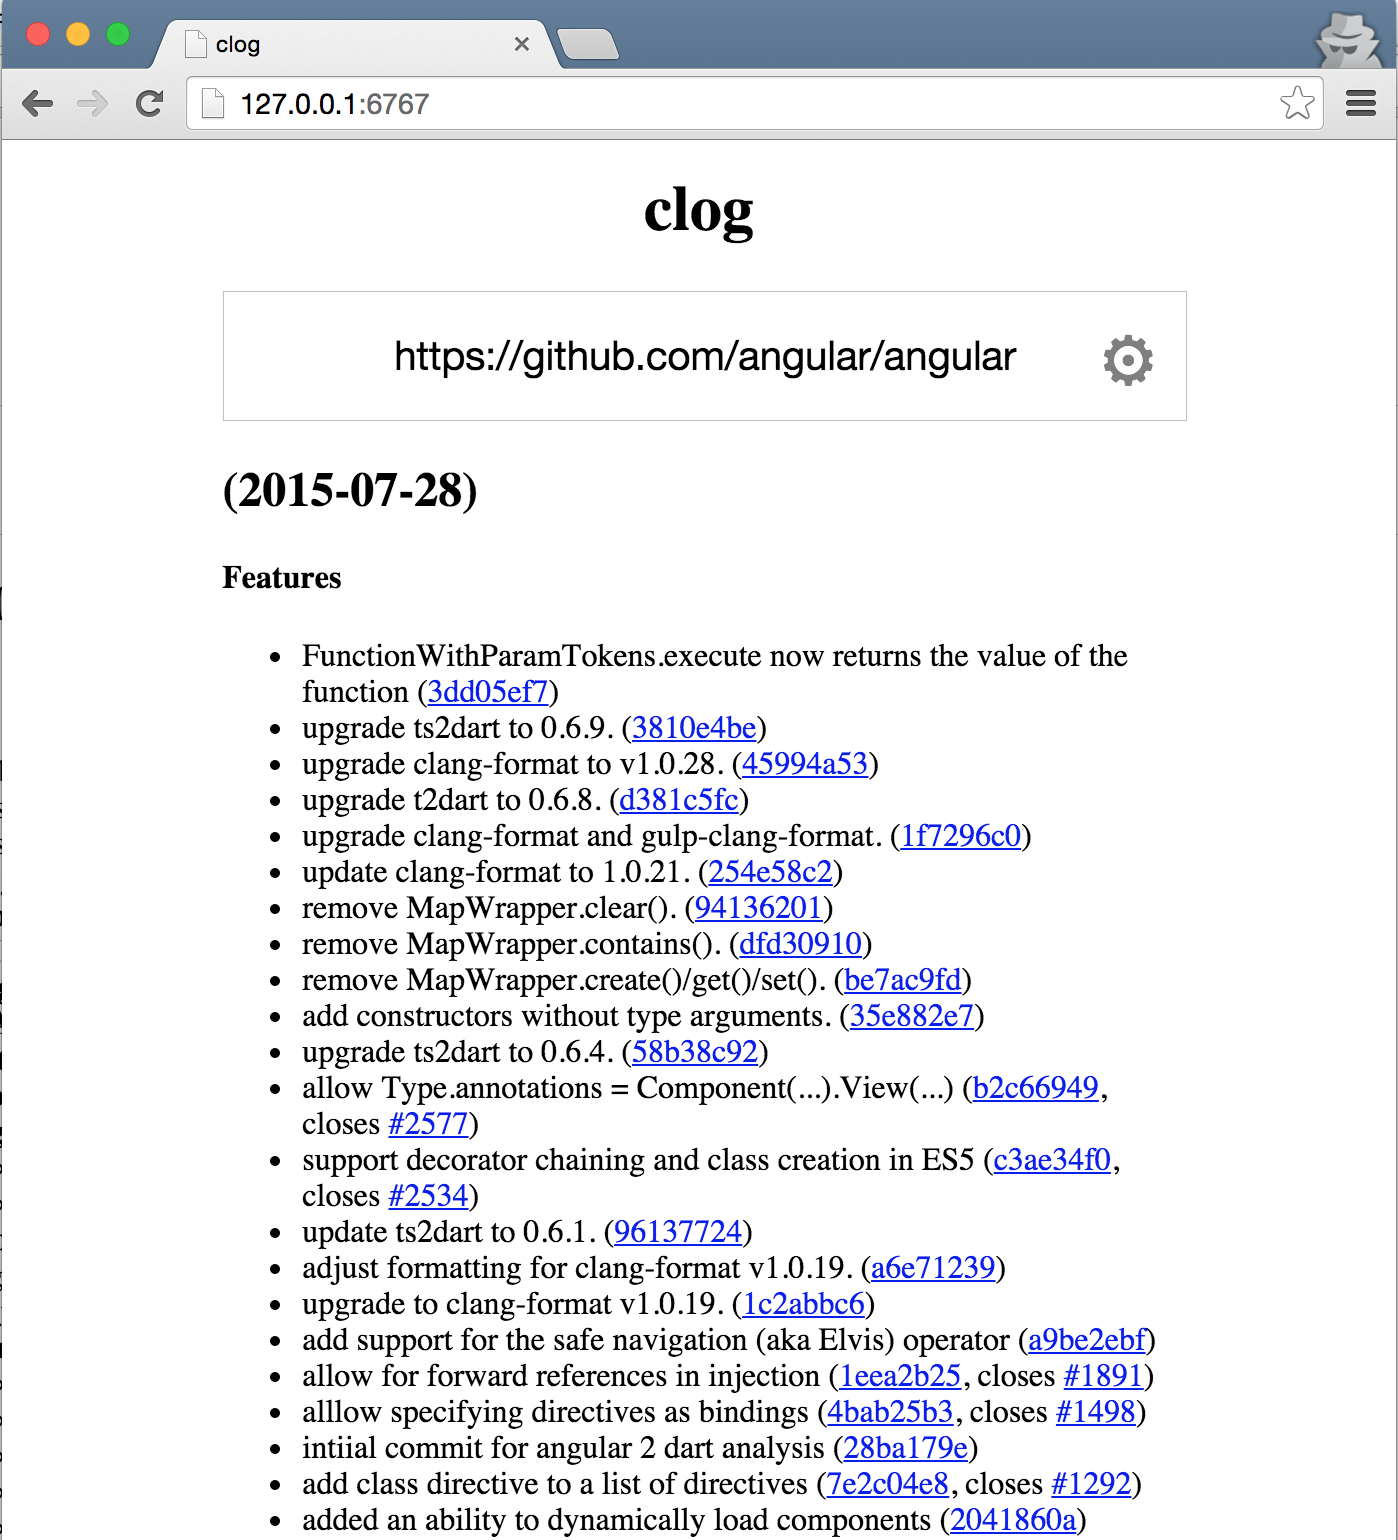 clog
127.0.0.1:6767
clog
https://github.com/angular/angular
(2015-07-28)
Features
FunctionWithParamTokens.execute now returns the value of the
function (3dd05ef7)
upgrade ts2dart to 0.6.9. (3810e4be)
upgrade clang-format to v1.0.28. (45994a53)
upgrade t2dart to 0.6.8. (d381c5fc)
upgrade clang-format and gulp-clang-format. (1f7296c0)
update clang-format to 1.0.21. (254e58c2)
remove MapWrapper.clear(). (94136201)
remove MapWrapper.contains(). (dfd30910)
remove MapWrapper.create()/get()/set(). (be7ac9fd)
add constructors without type arguments. (35e882e7)
upgrade ts2dart to 0.6.4. (58b38c92)
allow Type.annotations = Component(...).View(...) (b2c66949,
closes #2577)
support decorator chaining and class creation in ES5 (c3ae34f0,
closes #2534)
update ts2dart to 0.6.1. (96137724)
adjust formatting for clang-format v1.0.19. (a6e71239)
upgrade to clang-format v1.0.19. (1c2abbc6)
add support for the safe navigation (aka Elvis) operator (a9be2ebf)
allow for forward references in injection (1eea2b25, closes #1891)
alllow specifying directives as bindings (4bab25b3, closes #1498)
intiial commit for angular 2 dart analysis (28ba179e)
add class directive to a list of directives (7e2c04e8, closes #1292)
added an ability to dynamically load components (2041860a)